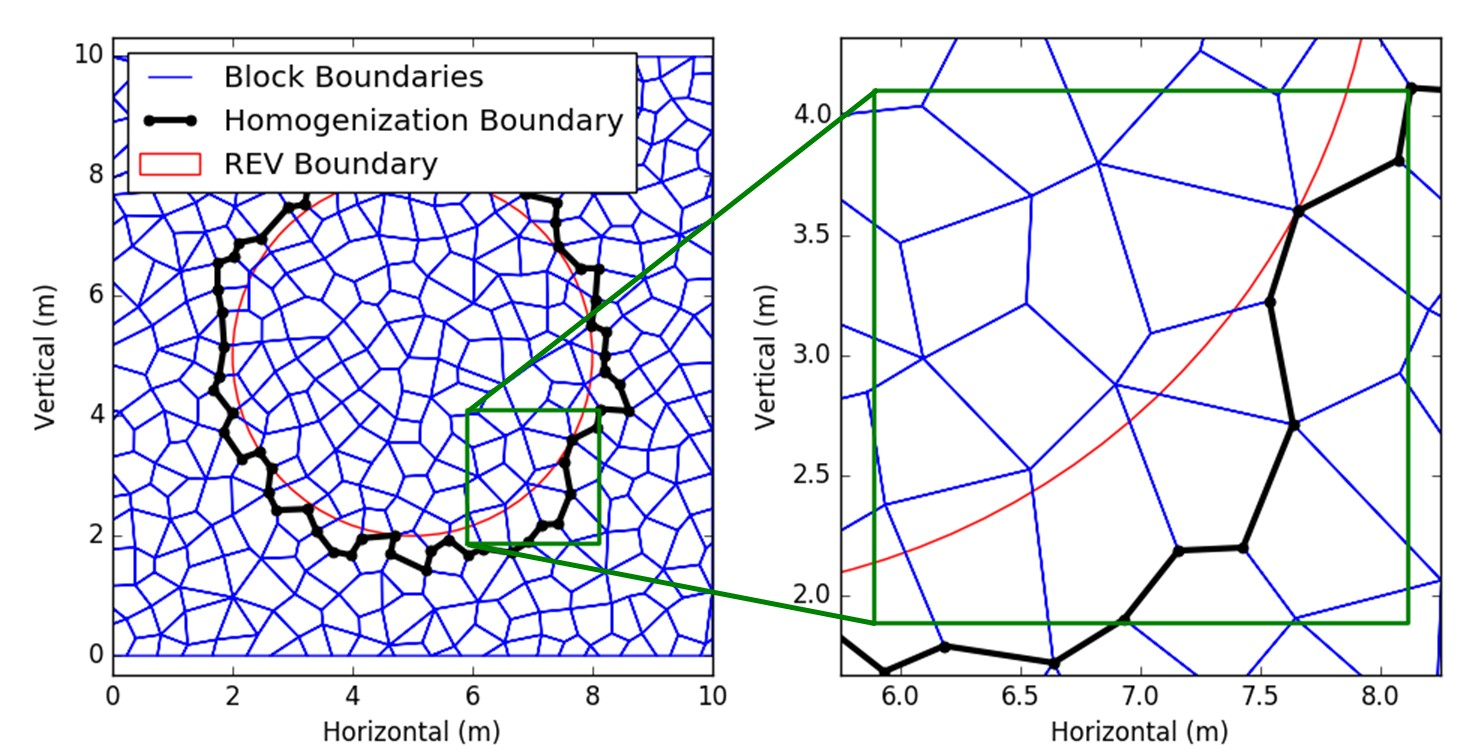 Block Boundaries
Homogenization Boundary
REV Boundary
10
8
6
4
2
0
0 2 4 6 8 10
Horizontal (m)
Vertical (m)
4.0
3.5
3.0
2.5
2.0
6.0 6.5 7.0 7.5 8.0
Horizontal (m)
Vertical (m)